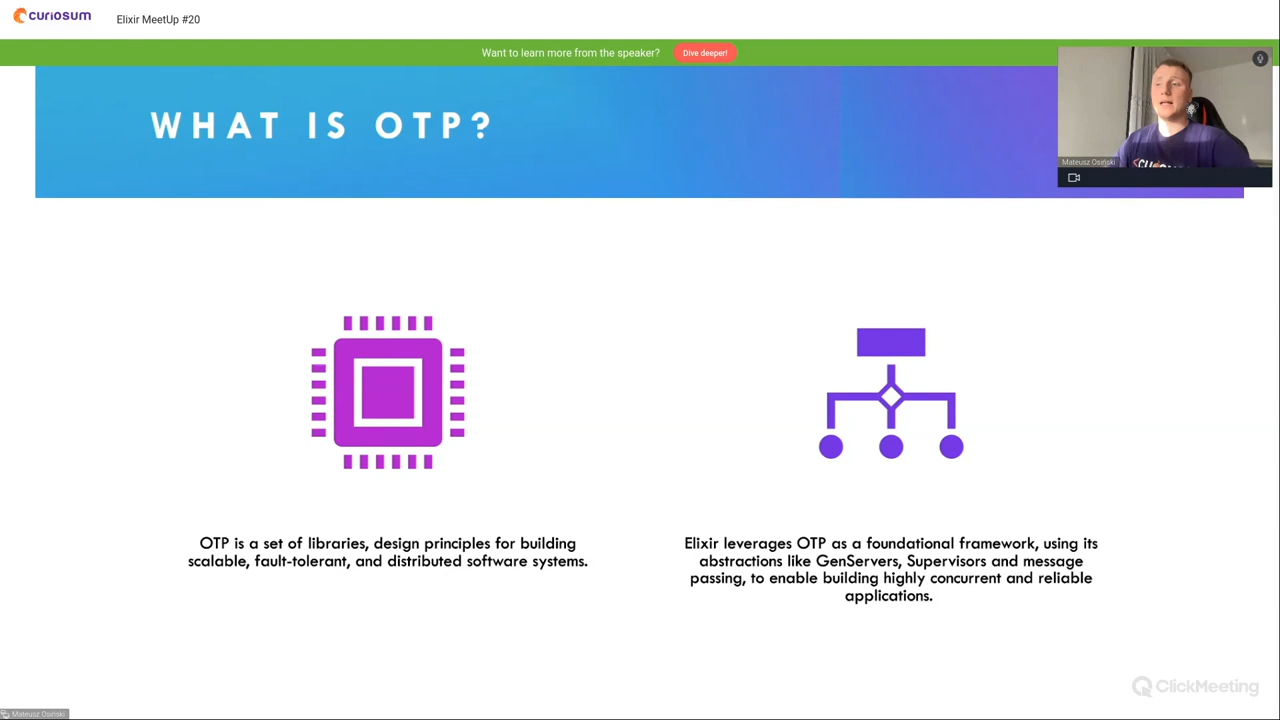 curiosum
Elixir MeetUp #20
Want to learn more from the speaker?
Dive deeper!
WHAT IS OTP?
Mateusz Osiński
OTP is a set of libraries, design principles for building
scalable, fault-tolerant, and distributed software systems.
Elixir leverages OTP as a foundational framework, using its
abstractions like GenServers, Supervisors and message
passing, to enable building highly concurrent and reliable
applications.
ClickMeeting
Mateusz Osiński